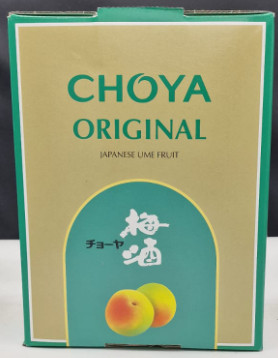 CHOYA
ORIGINAL
JAPANESE UME FRUIT
チョーヤ
梅酒